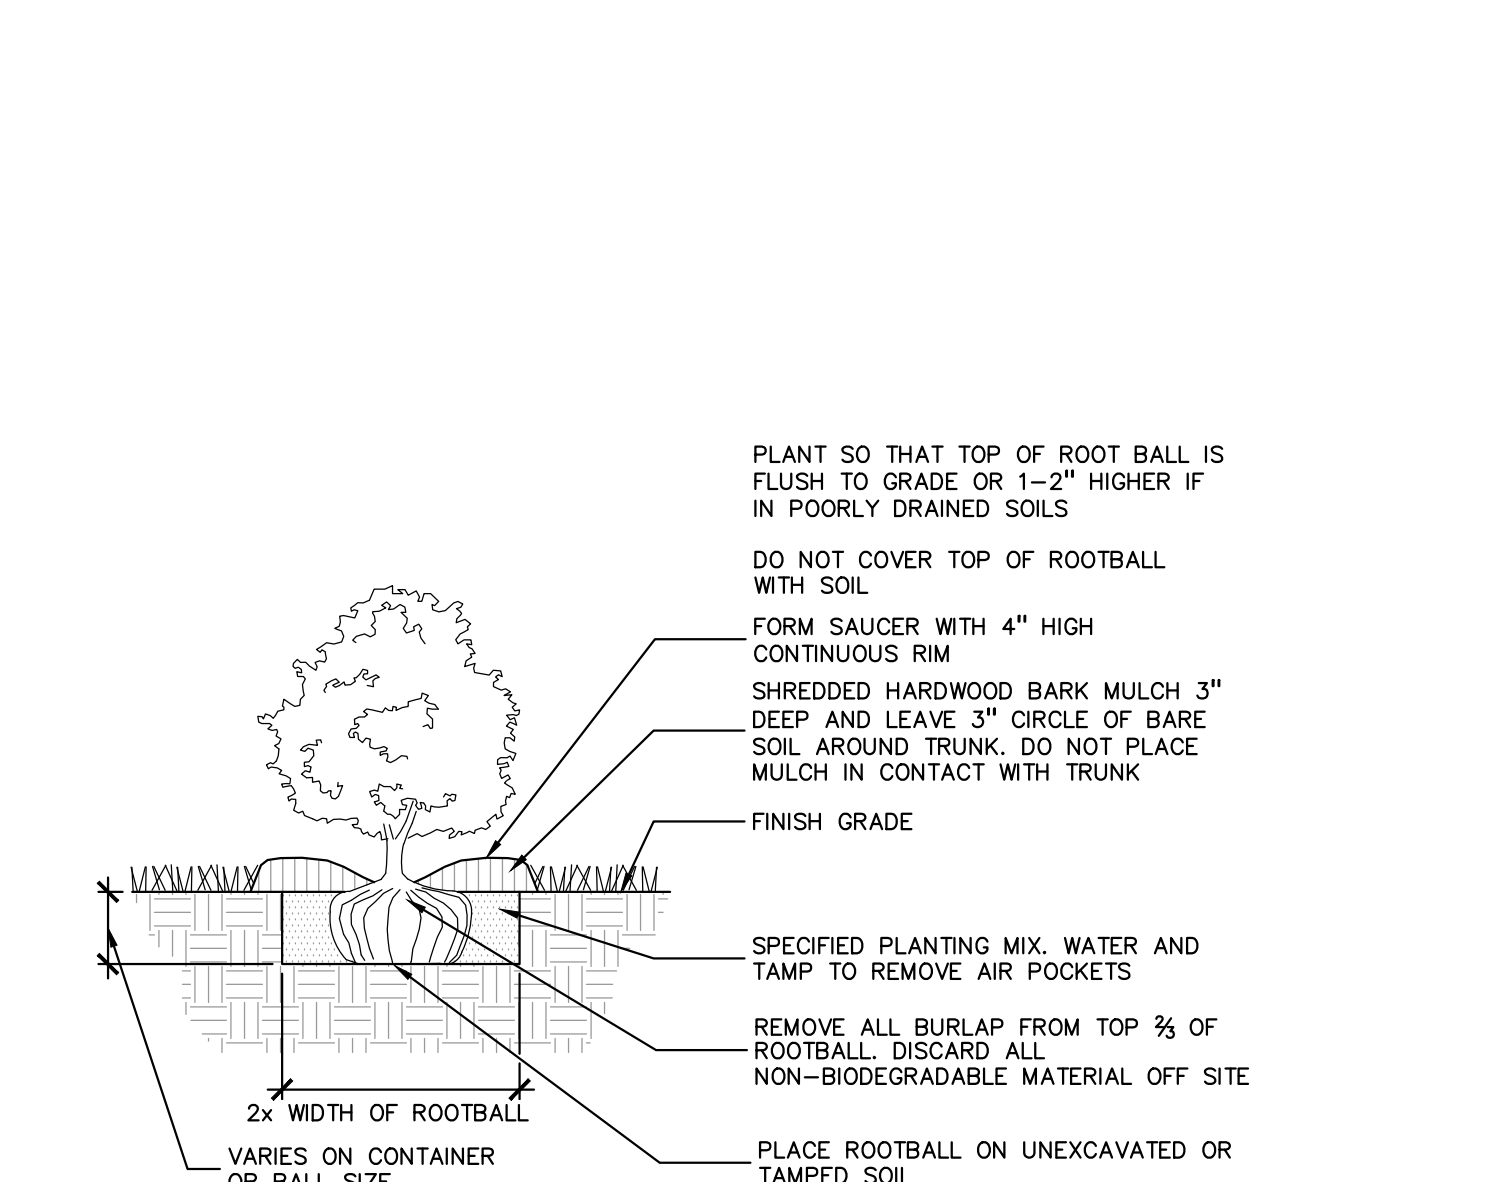 PLANT SO THAT TOP OF ROOT BALL IS
FLUSH TO GRADE OR 1-2" HIGHER IF
IN POORLY DRAINED SOILS
DO NOT COVER TOP OF ROOTBALL
WITH SOIL
FORM SAUCER WITH 4" HIGH
CONTINUOUS RIM
SHREDDED HARDWOOD BARK MULCH 3"
DEEP AND LEAVE 3" CIRCLE OF BARE
SOIL AROUND TRUNK. DO NOT PLACE
MULCH IN CONTACT WITH TRUNK
FINISH GRADE
SPECIFIED PLANTING MIX. WATER AND
TAMP TO REMOVE AIR POCKETS
REMOVE ALL BURLAP FROM TOP ⅔ OF
ROOTBALL. DISCARD ALL
NON-BIODEGRADABLE MATERIAL OFF SITE
2x WIDTH OF ROOTBALL
VARIES ON CONTAINER
OR BALL SIZE
PLACE ROOTBALL ON UNEXCAVATED OR
TAMPED SOIL